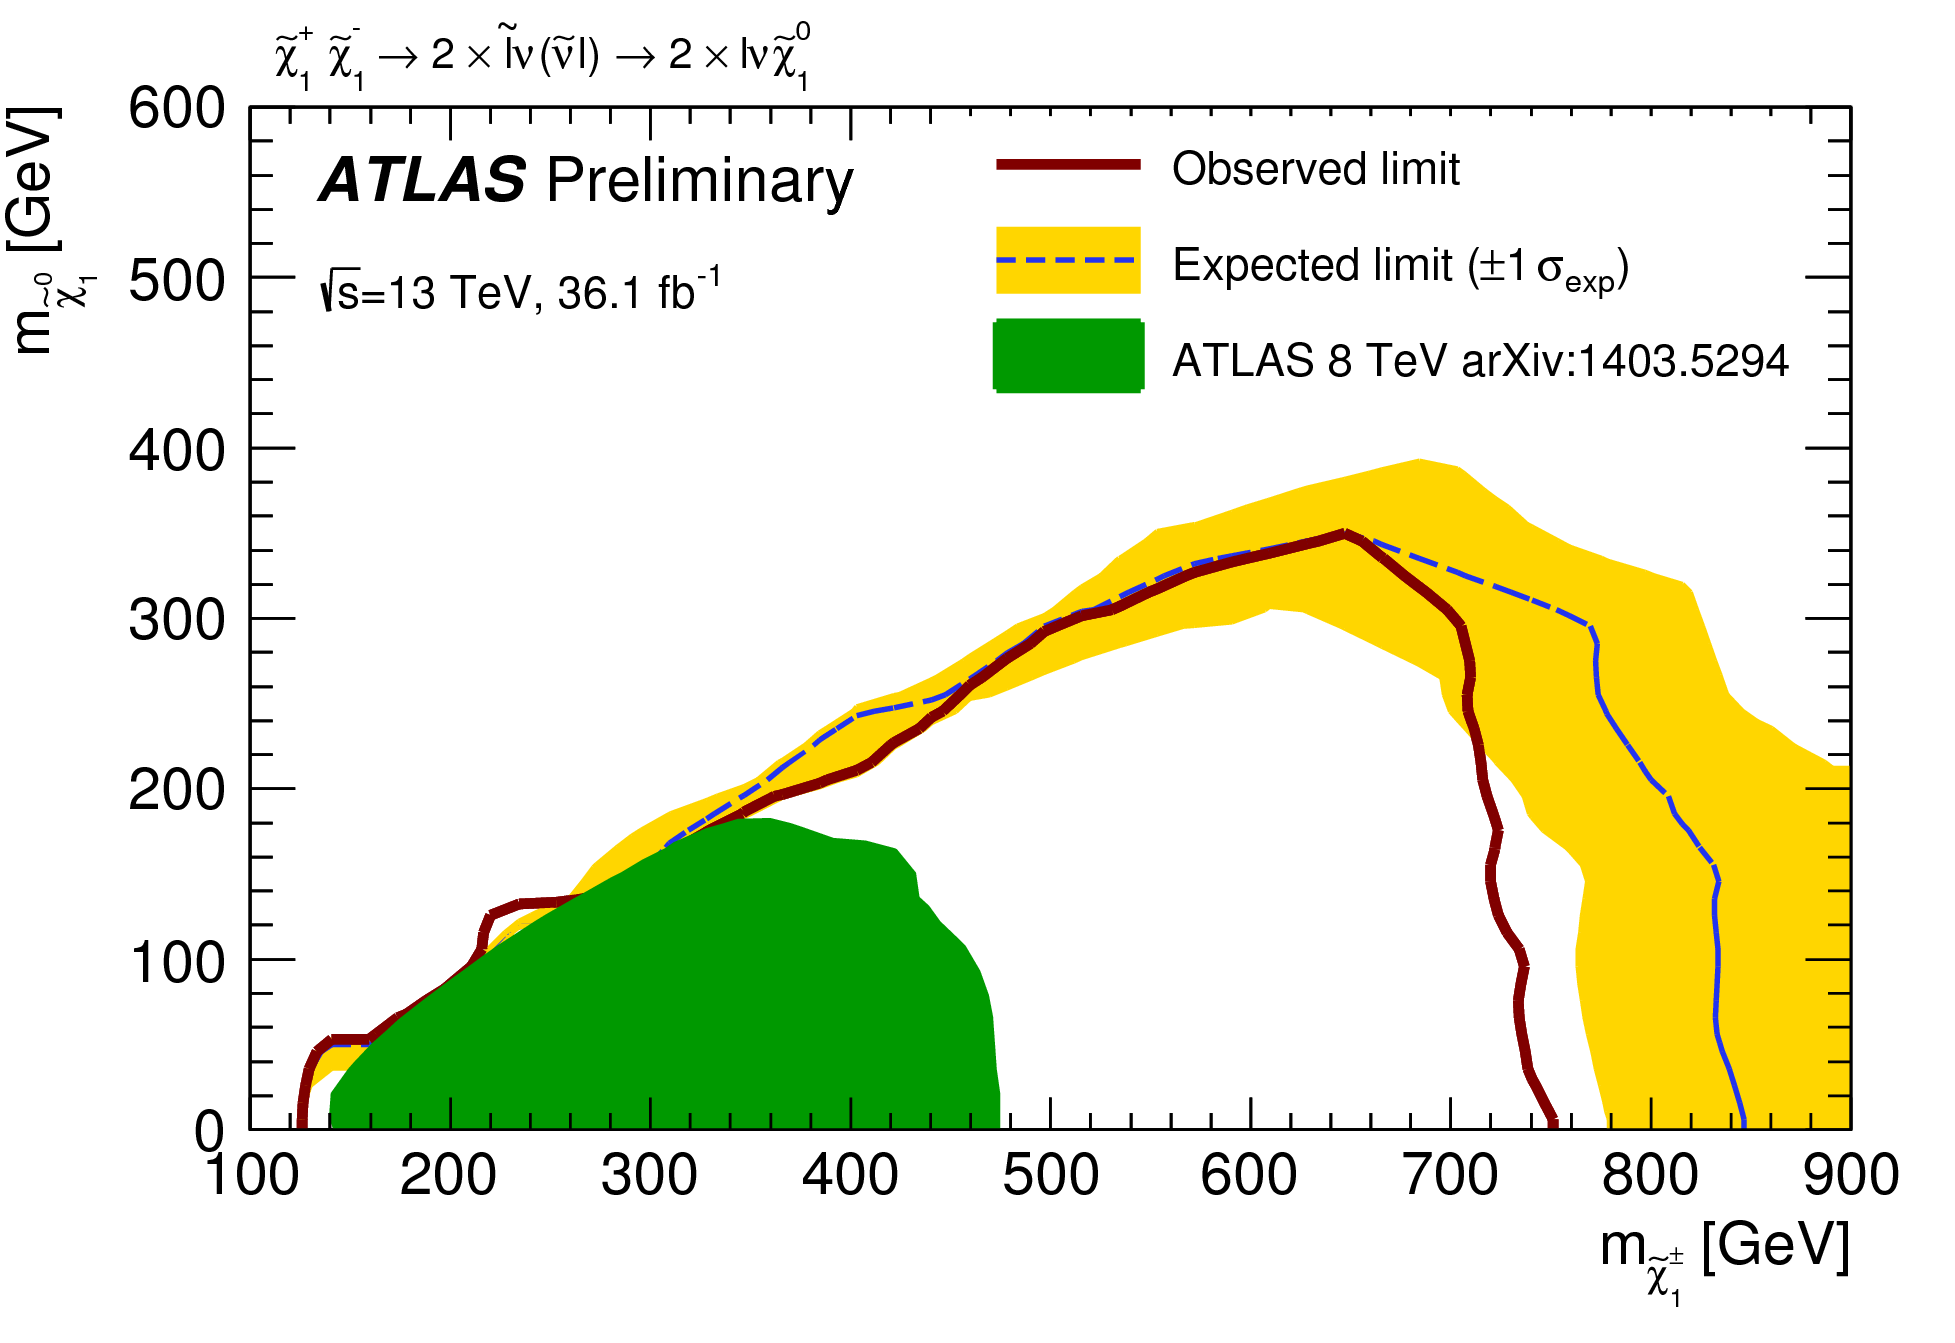 χ̃₁⁺ χ̃₁⁻ → 2 × l̃ν(ν̃l) → 2 × lνχ̃₁⁰
ATLAS Preliminary
√s=13 TeV, 36.1 fb⁻¹
Observed limit
Expected limit (±1 σexp)
ATLAS 8 TeV arXiv:1403.5294
m χ̃₁⁰ [GeV]
600
500
400
300
200
100
0
100 200 300 400 500 600 700 800 900
m χ̃₁± [GeV]